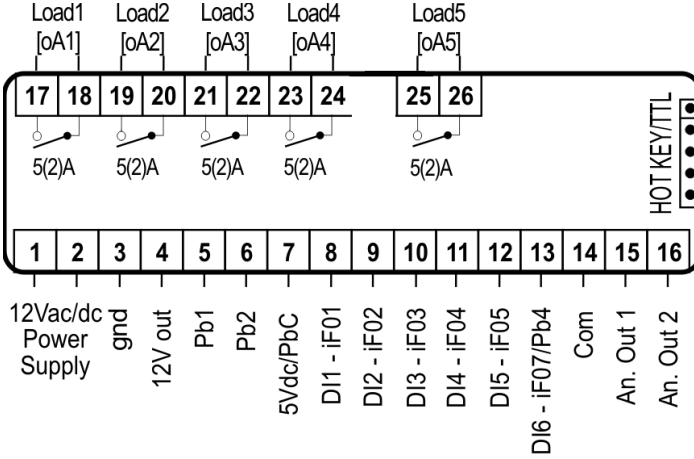 Load1 Load2 Load3 Load4 Load5
[oA1] [oA2] [oA3] [oA4] [oA5]
17 18 19 20 21 22 23 24 25 26
5(2)A 5(2)A 5(2)A 5(2)A 5(2)A
HOT KEY/TTL
1 2 3 4 5 6 7 8 9 10 11 12 13 14 15 16
12Vac/dc
Power
Supply
gnd
12V out
Pb1
Pb2
5Vdc/PbC
DI1 - iF01
DI2 - iF02
DI3 - iF03
DI4 - iF04
DI5 - iF05
DI6 - iF07/Pb4
Com
An. Out 1
An. Out 2